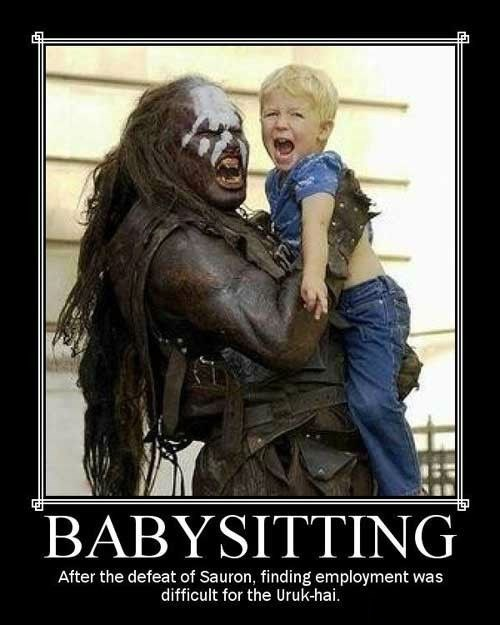 BABYSITTING
After the defeat of Sauron, finding employment was
difficult for the Uruk-hai.